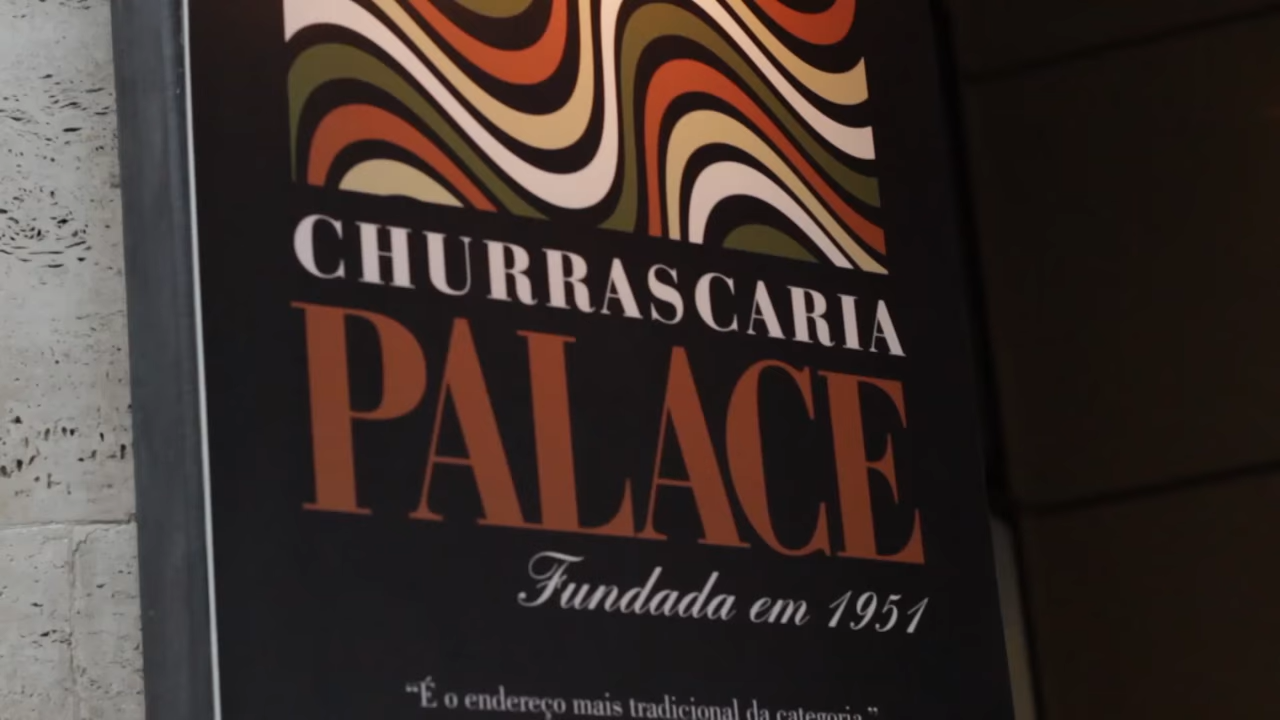 CHURRASCARIA
PALACE
Fundada em 1951
“É o endereço mais tradicional da categoria.”